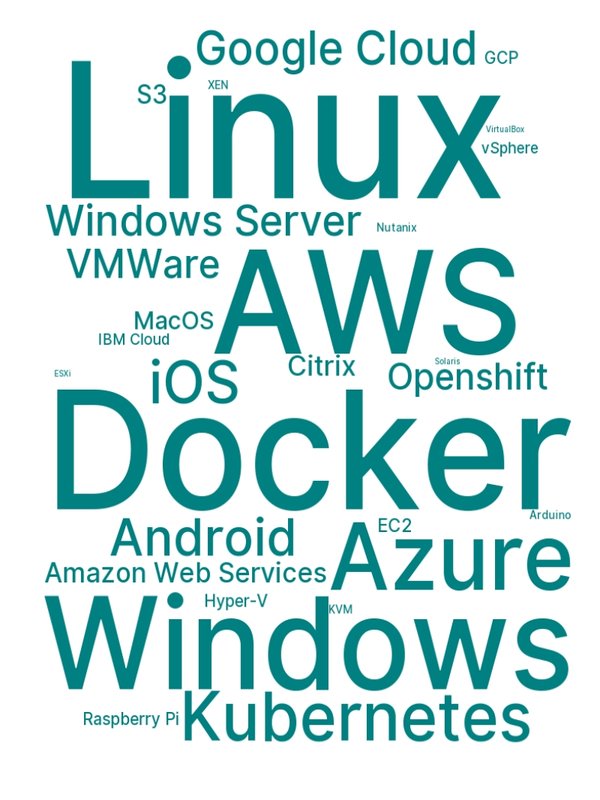 Google Cloud
GCP
S3
XEN
Linux
VirtualBox
vSphere
Windows Server
Nutanix
VMWare
AWS
MacOS
IBM Cloud
Citrix
Solaris
ESXi
iOS
Openshift
Docker
Arduino
Android
EC2
Azure
Amazon Web Services
Hyper-V
KVM
Windows
Raspberry Pi
Kubernetes